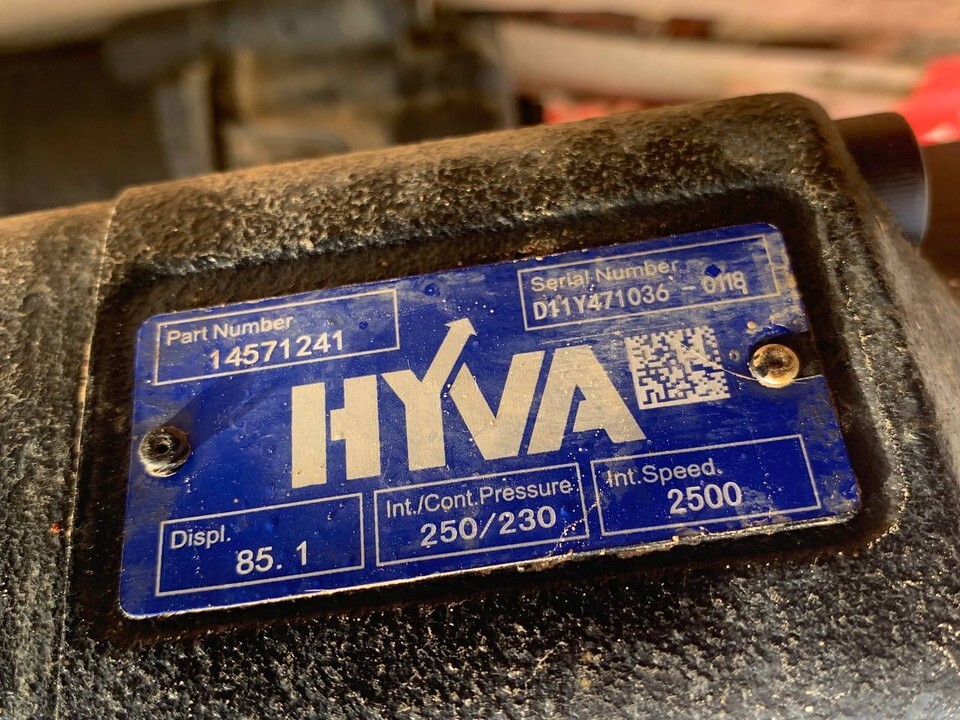 Part Number
14571241
Serial Number
D11Y471036 - 0118
HYVA
Displ.
85.1
Int./Cont.Pressure
250/230
Int.Speed.
2500